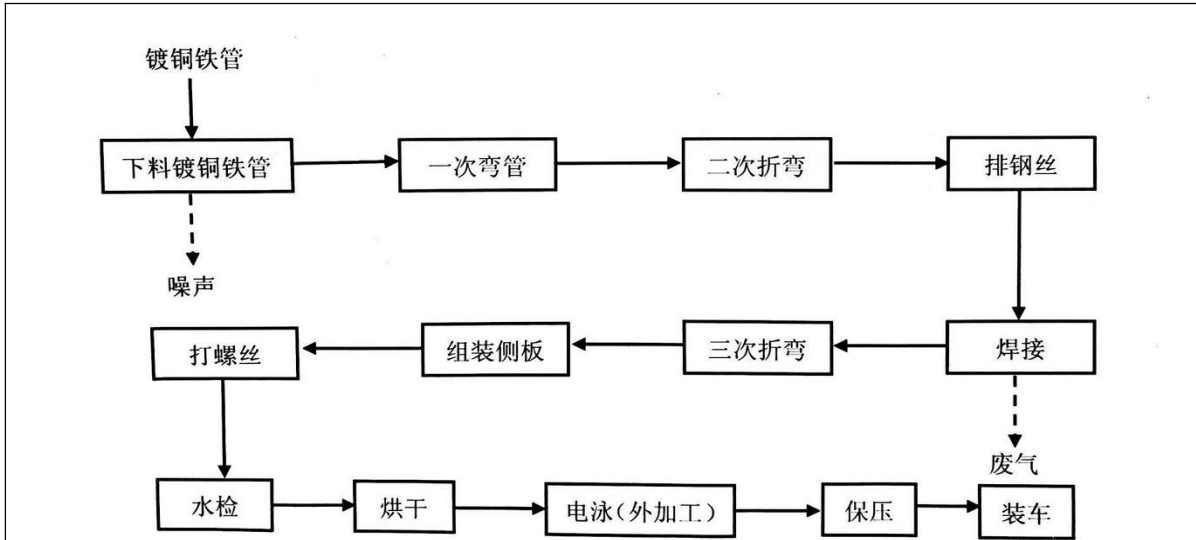 镀铜铁管
下料镀铜铁管
一次弯管
二次折弯
排钢丝
噪声
打螺丝
组装侧板
三次折弯
焊接
废气
水检
烘干
电泳(外加工)
保压
装车